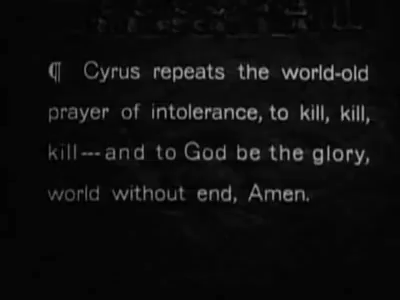 ¶ Cyrus repeats the world-old
prayer of intolerance, to kill, kill,
kill---and to God be the glory,
world without end, Amen.